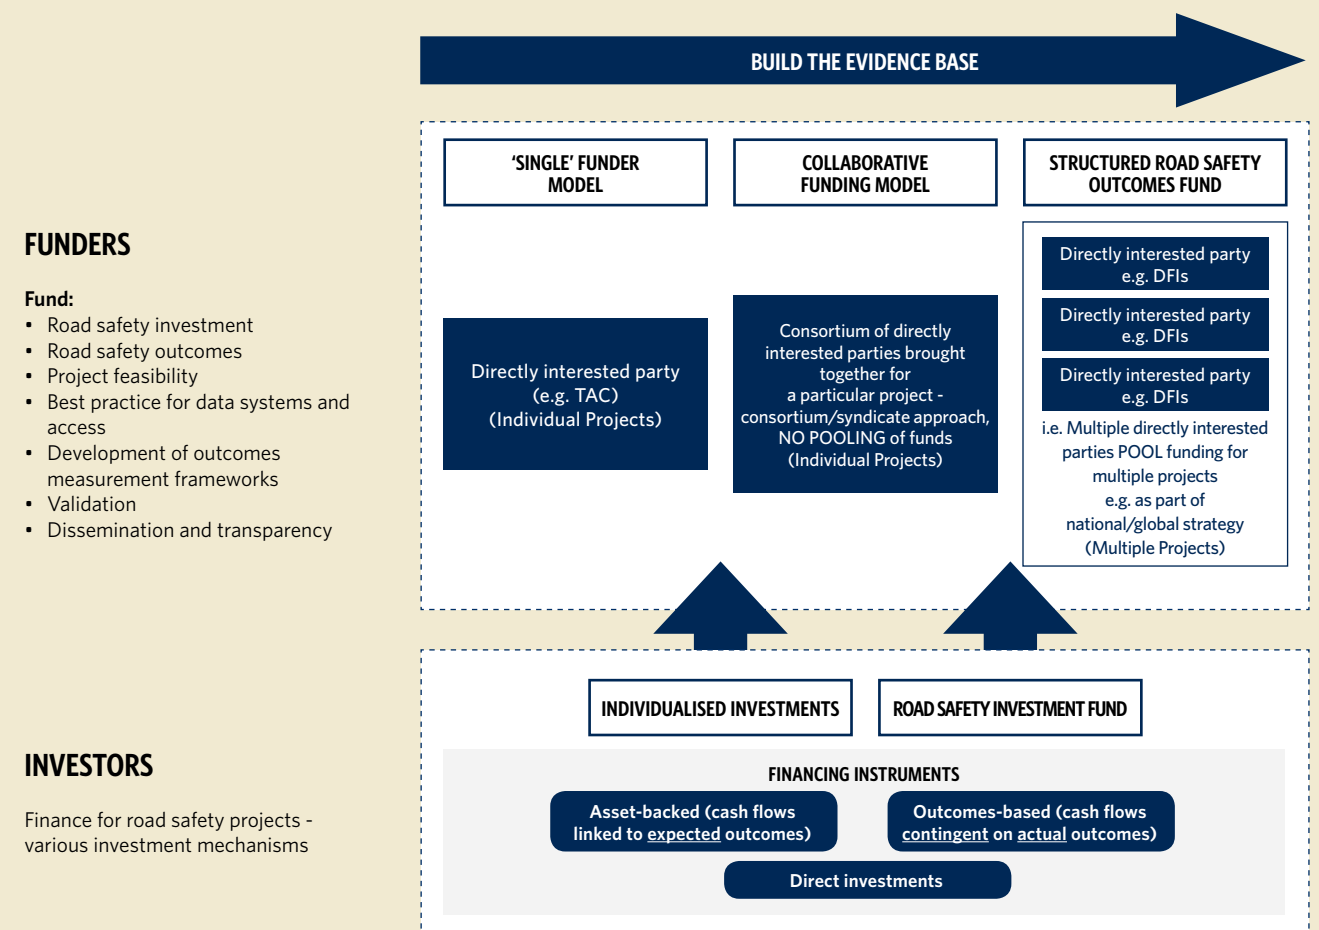 BUILD THE EVIDENCE BASE
‘SINGLE’ FUNDER
MODEL
COLLABORATIVE
FUNDING MODEL
STRUCTURED ROAD SAFETY
OUTCOMES FUND
FUNDERS
Fund:
• Road safety investment
• Road safety outcomes
• Project feasibility
• Best practice for data systems and
access
• Development of outcomes
measurement frameworks
• Validation
• Dissemination and transparency
Directly interested party
(e.g. TAC)
(Individual Projects)
Consortium of directly
interested parties brought
together for
a particular project -
consortium/syndicate approach,
NO POOLING of funds
(Individual Projects)
Directly interested party
e.g. DFIs
Directly interested party
e.g. DFIs
Directly interested party
e.g. DFIs
i.e. Multiple directly interested
parties POOL funding for
multiple projects
e.g. as part of
national/global strategy
(Multiple Projects)
INVESTORS
Finance for road safety projects -
various investment mechanisms
INDIVIDUALISED INVESTMENTS
ROAD SAFETY INVESTMENT FUND
FINANCING INSTRUMENTS
Asset-backed (cash flows
linked to expected outcomes)
Outcomes-based (cash flows
contingent on actual outcomes)
Direct investments